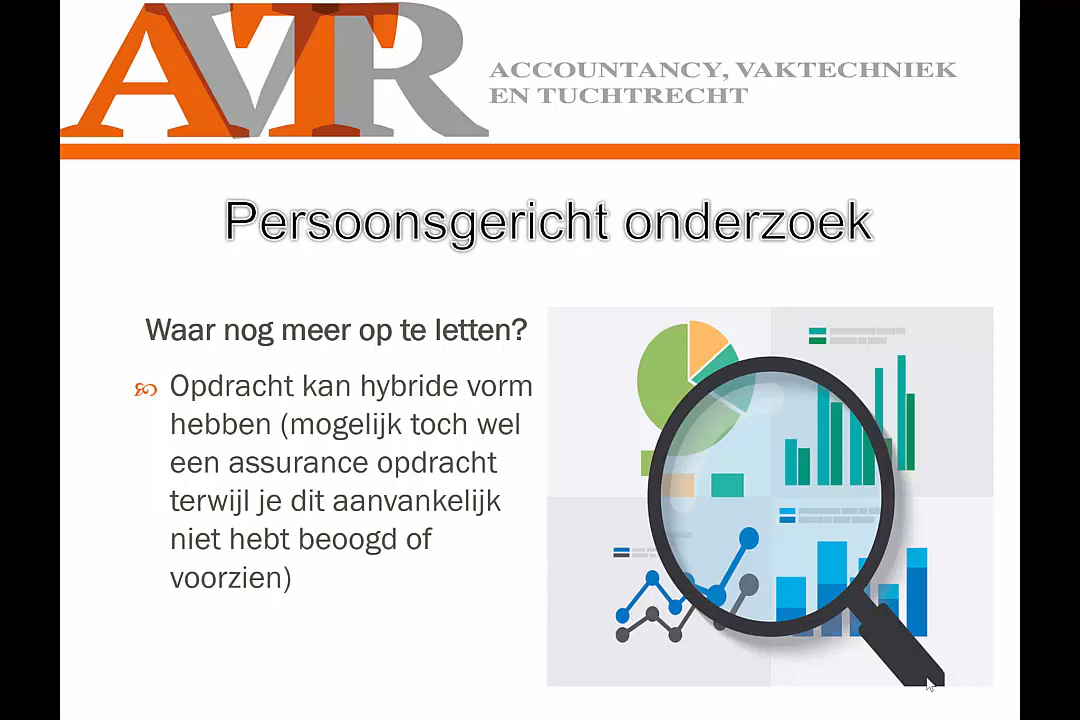 AVTR
ACCOUNTANCY, VAKTECHNIEK
EN TUCHTRECHT
Persoonsgericht onderzoek
Waar nog meer op te letten?
Opdracht kan hybride vorm
hebben (mogelijk toch wel
een assurance opdracht
terwijl je dit aanvankelijk
niet hebt beoogd of
voorzien)